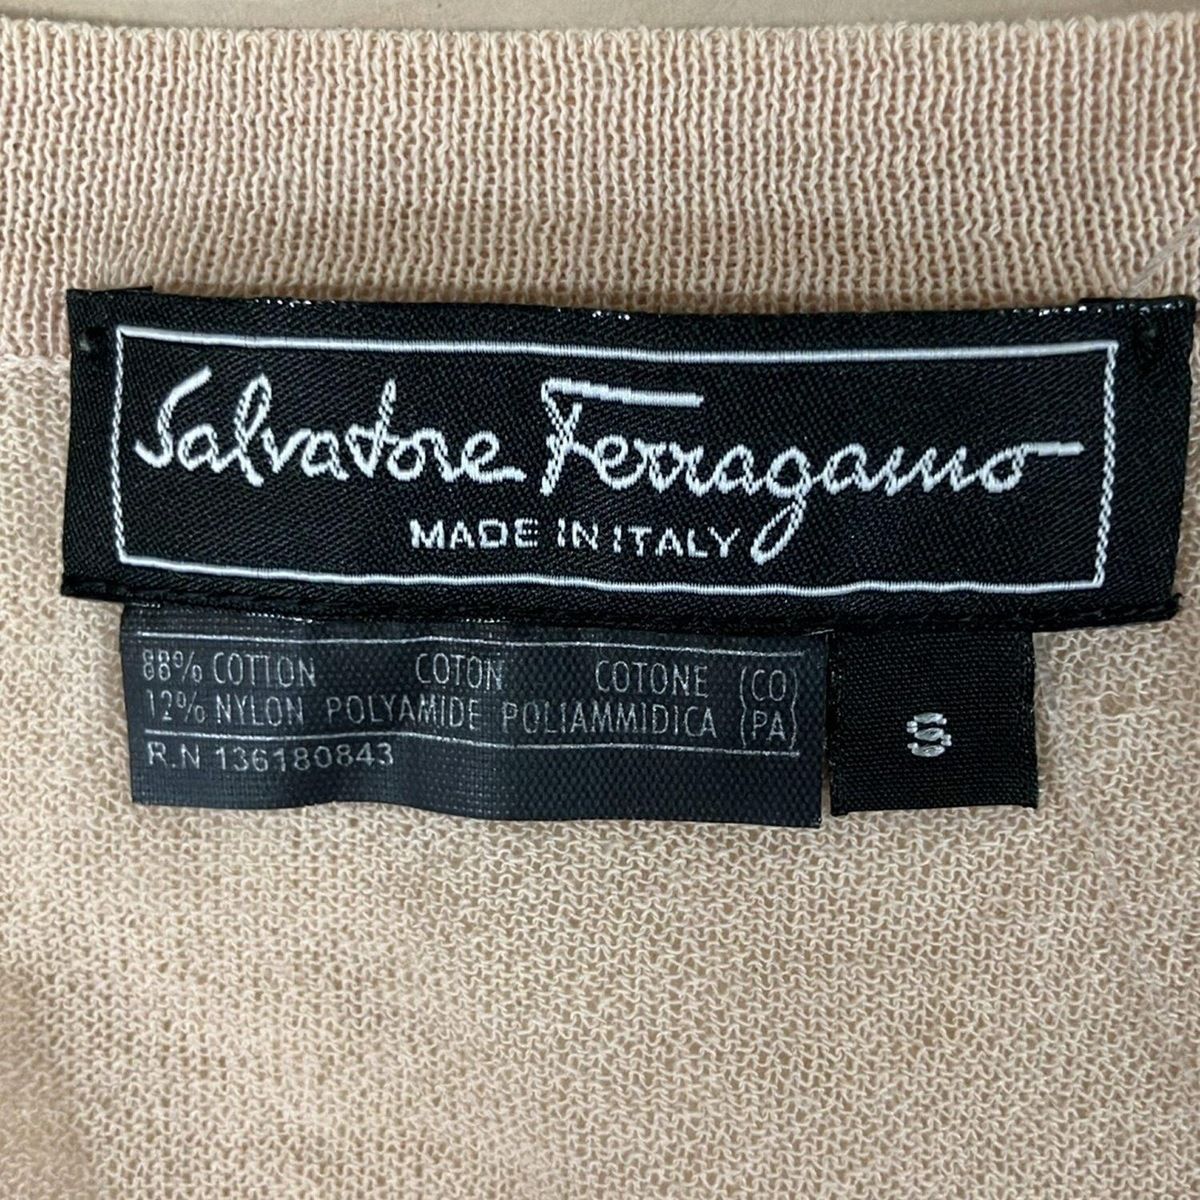 Salvatore Ferragamo
MADE IN ITALY
88% COTTON COTON COTONE (CO)
12% NYLON POLYAMIDE POLIAMMIDICA (PA)
R.N 136180843
S